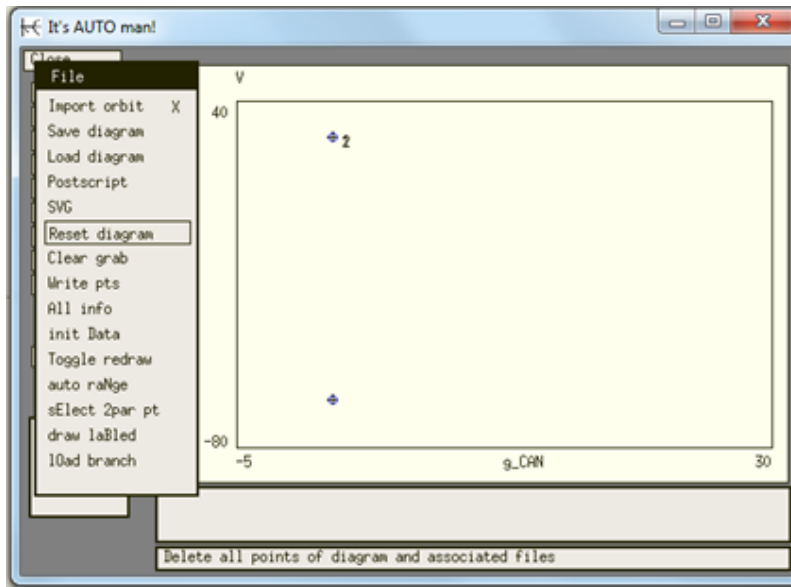 It's AUTO man!
Close
File
Import orbit X
Save diagram
Load diagram
Postscript
SVG
Reset diagram
Clear grab
Write pts
All info
init Data
Toggle redraw
auto raNge
sElect 2par pt
draw laBled
lOad branch
V
40
2
-80
-5
g_CAN
30
Delete all points of diagram and associated files